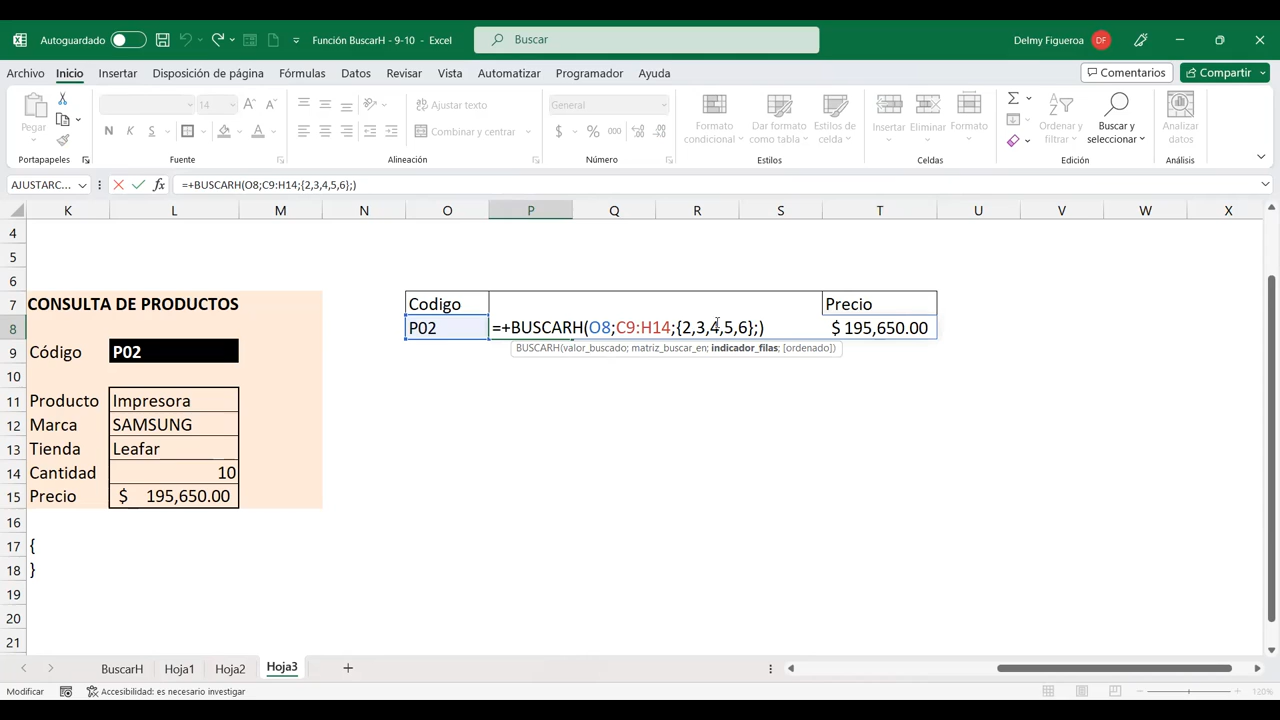 Autoguardado
Función BuscarH - 9-10 - Excel
Buscar
Delmy Figueroa
DF
Archivo Inicio Insertar Disposición de página Fórmulas Datos Revisar Vista Automatizar Programador Ayuda
Comentarios
Compartir
Pegar
14
N K S
Ajustar texto
Combinar y centrar
General
$ % 000
Formato condicional
Dar formato como tabla
Estilos de celda
Insertar
Eliminar
Formato
Ordenar y filtrar
Buscar y seleccionar
Analizar datos
Portapapeles Fuente Alineación Número Estilos Celdas Edición Análisis
AJUSTARC...
fx
=+BUSCARH(O8;C9:H14;{2,3,4,5,6};)
K L M N O P Q R S T U V W X
4
5
6
7 CONSULTA DE PRODUCTOS Codigo Precio
8 P02 =+BUSCARH(O8;C9:H14;{2,3,4,5,6};) $ 195,650.00
BUSCARH(valor_buscado; matriz_buscar_en; indicador_filas; [ordenado])
9 Código P02
10
11 Producto Impresora
12 Marca SAMSUNG
13 Tienda Leafar
14 Cantidad 10
15 Precio $ 195,650.00
16
17 {
18 }
19
20
21
BuscarH Hoja1 Hoja2 Hoja3
Modificar
Accesibilidad: es necesario investigar
120%